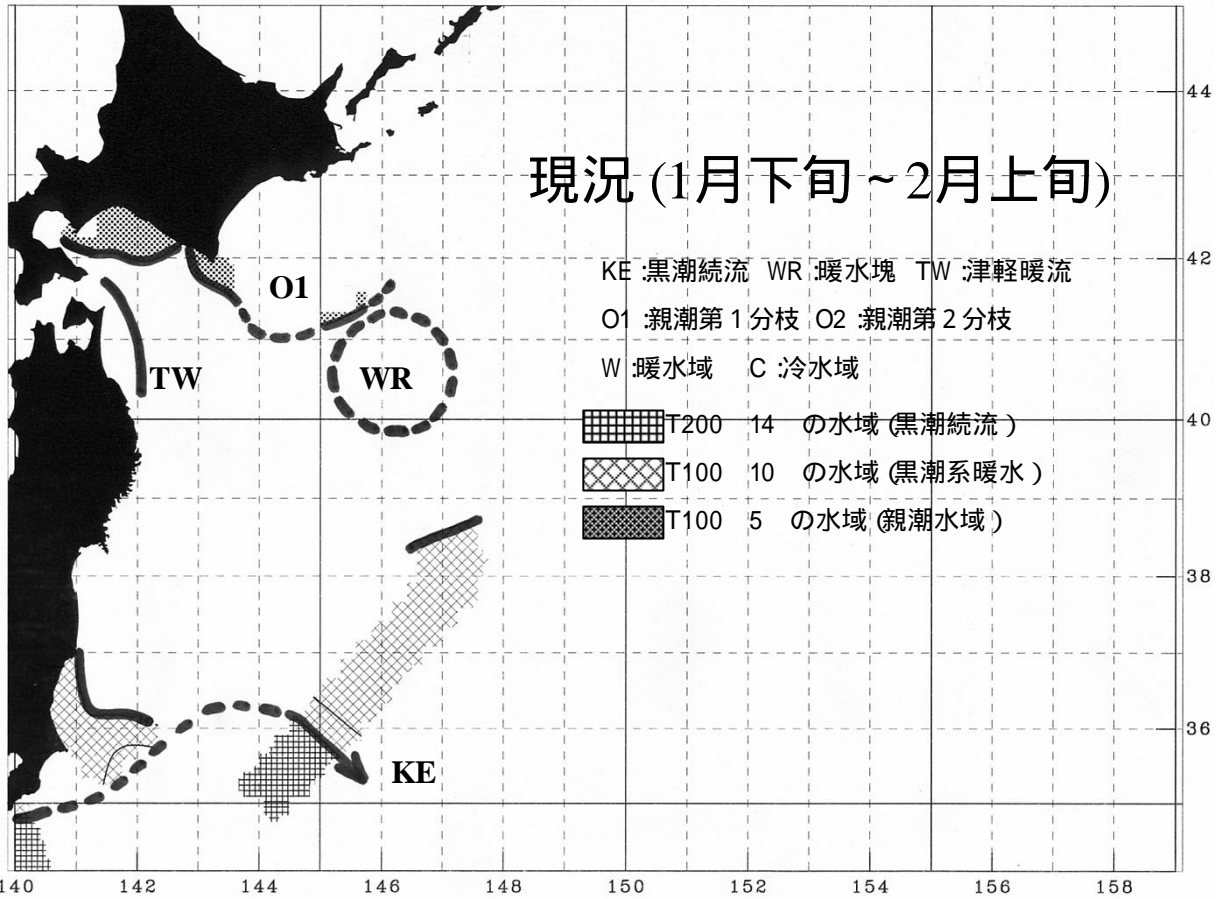 44
現況 (1月下旬~2月上旬)
42
KE :黒潮続流 WR :暖水塊 TW :津軽暖流
O1
O1 :親潮第1分枝 O2 :親潮第2分枝
W :暖水域 C :冷水域
TW
WR
40
T200 14 の水域 (黒潮続流)
T100 10 の水域 (黒潮系暖水)
T100 5 の水域 (親潮水域)
38
36
KE
140 142 144 146 148 150 152 154 156 158